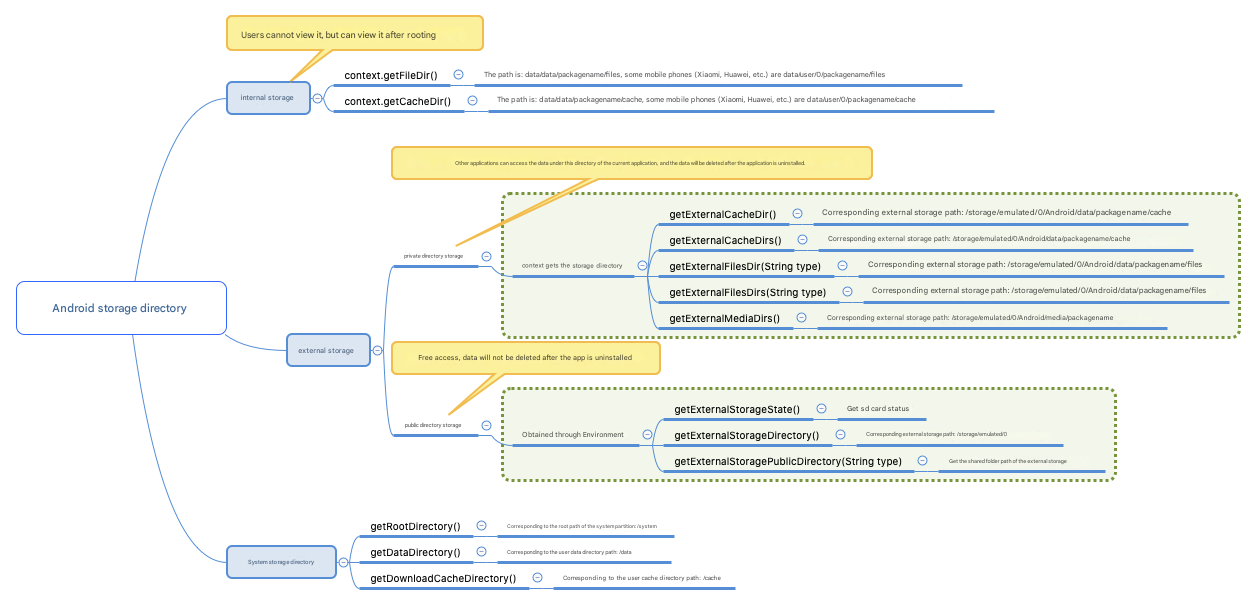 Users cannot view it, but can view it after rooting
internal storage
context.getFileDir()
The path is: data/data/packagename/files, some mobile phones (Xiaomi, Huawei, etc.) are data/user/0/packagename/files
context.getCacheDir()
The path is: data/data/packagename/cache, some mobile phones (Xiaomi, Huawei, etc.) are data/user/0/packagename/cache
Other applications can access the data under this directory of the current application, and the data will be deleted after the application is uninstalled.
private directory storage
context gets the storage directory
getExternalCacheDir()
Corresponding external storage path: /storage/emulated/0/Android/data/packagename/cache
getExternalCacheDirs()
Corresponding external storage path: /storage/emulated/0/Android/data/packagename/cache
getExternalFilesDir(String type)
Corresponding external storage path: /storage/emulated/0/Android/data/packagename/files
getExternalFilesDirs(String type)
Corresponding external storage path: /storage/emulated/0/Android/data/packagename/files
getExternalMediaDirs()
Corresponding external storage path: /storage/emulated/0/Android/media/packagename
Android storage directory
external storage
Free access, data will not be deleted after the app is uninstalled
public directory storage
Obtained through Environment
getExternalStorageState()
Get sd card status
getExternalStorageDirectory()
Corresponding external storage path: /storage/emulated/0
getExternalStoragePublicDirectory(String type)
Get the shared folder path of the external storage
System storage directory
getRootDirectory()
Corresponding to the root path of the system partition: /system
getDataDirectory()
Corresponding to the user data directory path: /data
getDownloadCacheDirectory()
Corresponding to the user cache directory path: /cache